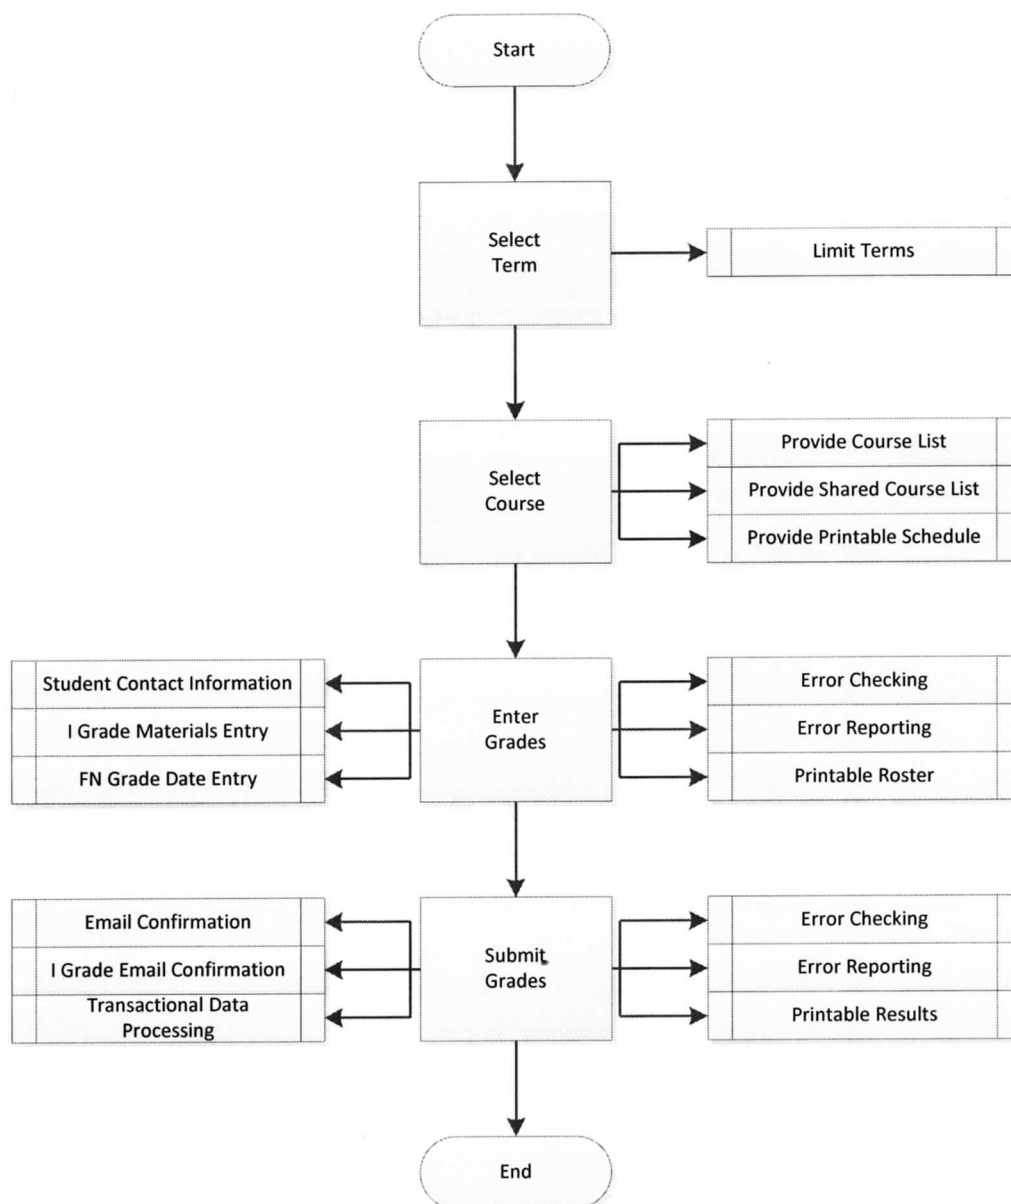 Start
Select
Term
Limit Terms
Select
Course
Provide Course List
Provide Shared Course List
Provide Printable Schedule
Student Contact Information
I Grade Materials Entry
FN Grade Date Entry
Enter
Grades
Error Checking
Error Reporting
Printable Roster
Email Confirmation
I Grade Email Confirmation
Transactional Data
Processing
Submit
Grades
Error Checking
Error Reporting
Printable Results
End